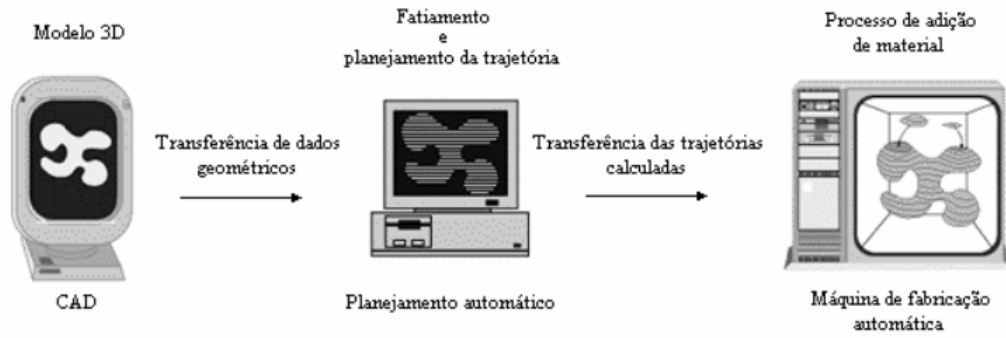 Modelo 3D
CAD
Transferência de dados
geométricos
Fatiamento
e
planejamento da trajetória
Planejamento automático
Transferência das trajetórias
calculadas
Processo de adição
de material
Máquina de fabricação
automática